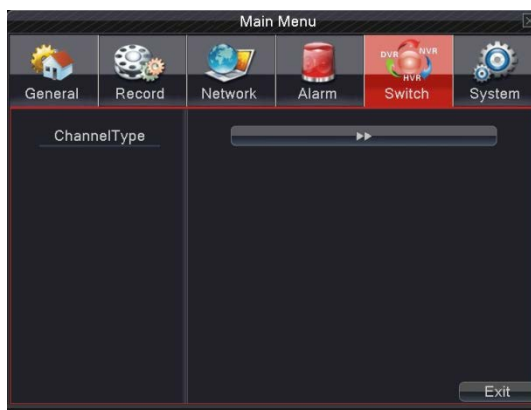 Main Menu
DVR NVR
HVR
General Record Network Alarm Switch System
ChannelType
Exit